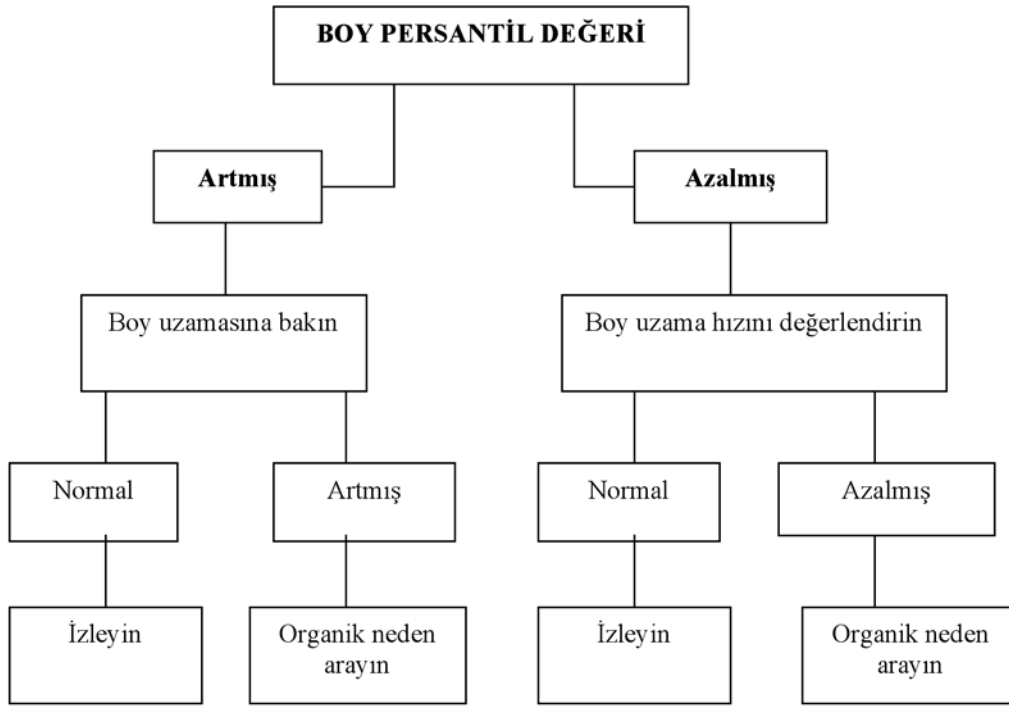 BOY PERSANTİL DEĞERİ
Artmış
Azalmış
Boy uzamasına bakın
Boy uzama hızını değerlendirin
Normal
Artmış
Normal
Azalmış
İzleyin
Organik neden
arayın
İzleyin
Organik neden
arayın